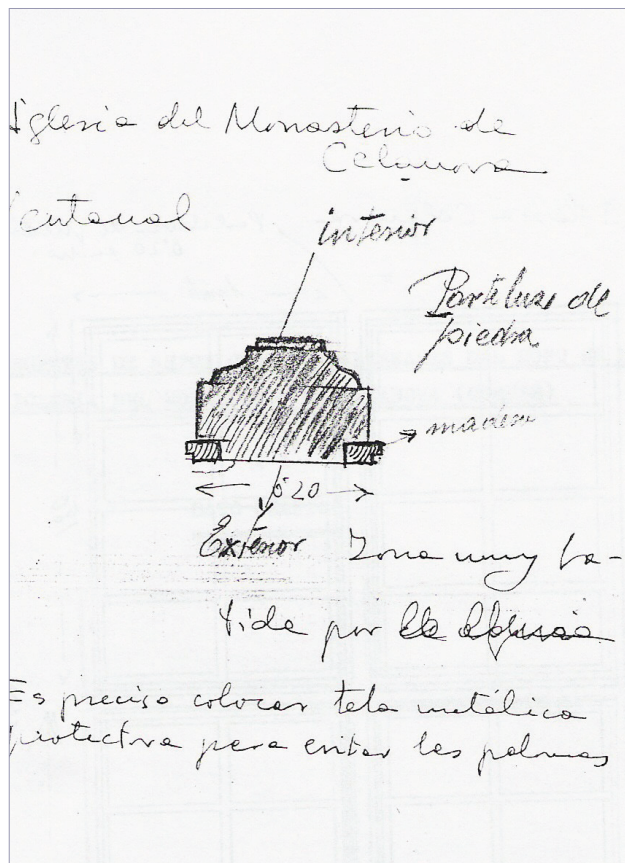 Iglesia del Monasterio de
Celanova
Ventanal
interior
Parteluz de
piedra
madera
0'20
Exterior
Zona muy ba-
tida por
Es preciso colocar tela metálica
protectora para evitar las palomas